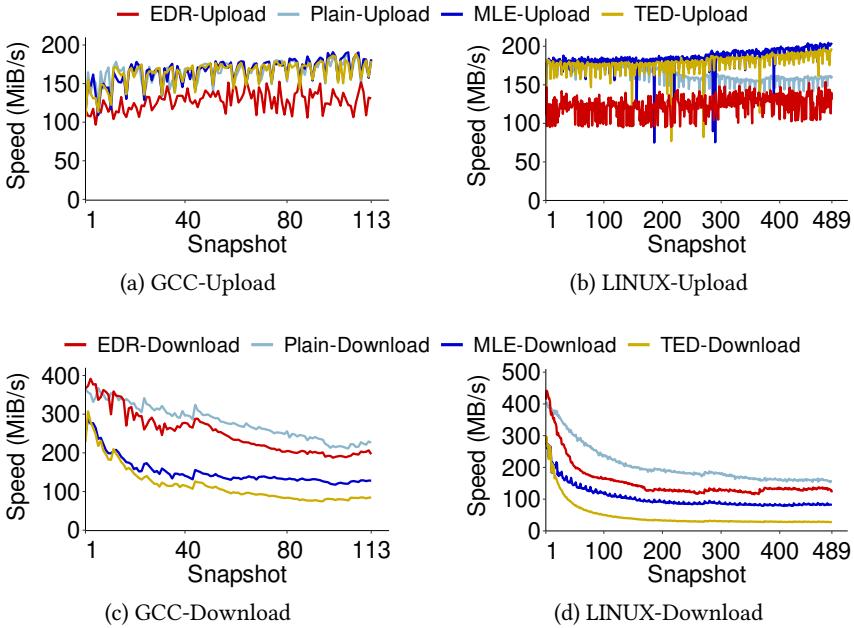 EDR-Upload Plain-Upload MLE-Upload TED-Upload
Speed (MiB/s)
200
150
100
50
0
1 40 80 113
Snapshot
(a) GCC-Upload
Speed (MB/s)
200
150
100
50
0
1 100 200 300 400 489
Snapshot
(b) LINUX-Upload
EDR-Download Plain-Download MLE-Download TED-Download
Speed (MiB/s)
400
300
200
100
0
1 40 80 113
Snapshot
(c) GCC-Download
Speed (MB/s)
500
400
300
200
100
0
1 100 200 300 400 489
Snapshot
(d) LINUX-Download